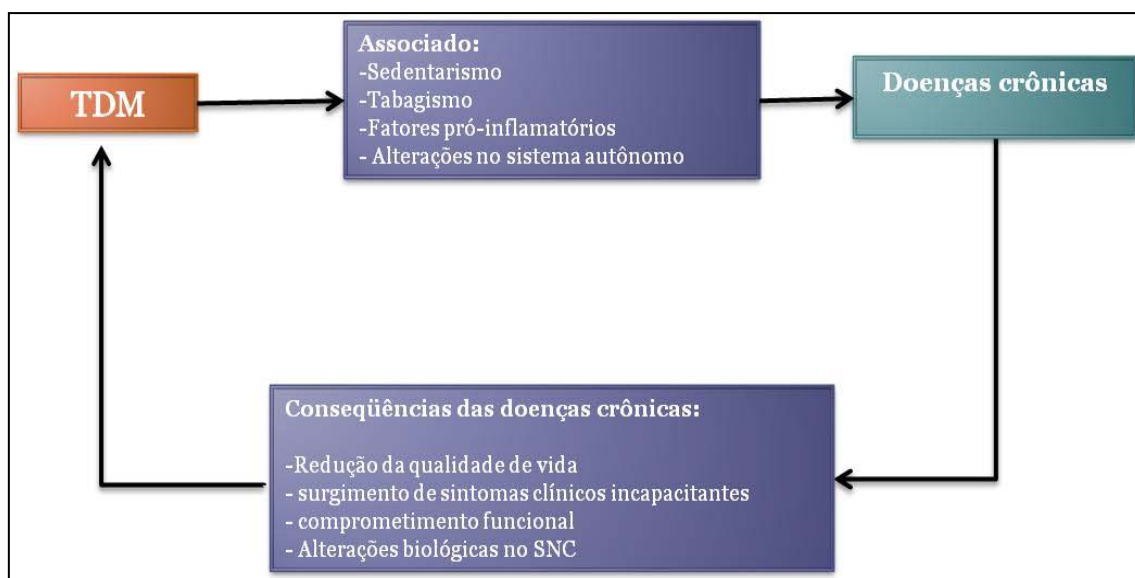 TDM
Associado:
-Sedentarismo
-Tabagismo
-Fatores pró-inflamatórios
- Alterações no sistema autônomo
Doenças crônicas
Conseqüências das doenças crônicas:
-Redução da qualidade de vida
- surgimento de sintomas clínicos incapacitantes
- comprometimento funcional
- Alterações biológicas no SNC